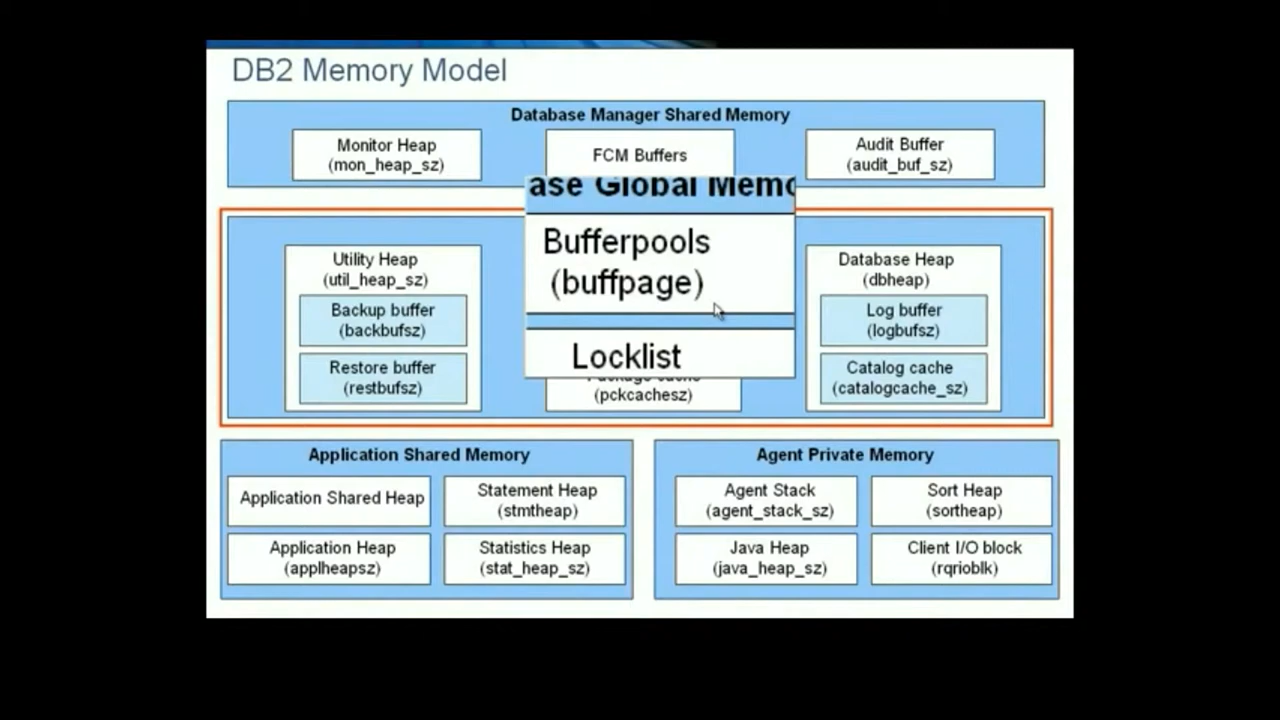 DB2 Memory Model
Database Manager Shared Memory
Monitor Heap
(mon_heap_sz)
FCM Buffers
Audit Buffer
(audit_buf_sz)
ase Global Memo
Utility Heap
(util_heap_sz)
Backup buffer
(backbufsz)
Restore buffer
(restbufsz)
Bufferpools
(buffpage)
Locklist
Package cache
(pckcachesz)
Database Heap
(dbheap)
Log buffer
(logbufsz)
Catalog cache
(catalogcache_sz)
Application Shared Memory
Application Shared Heap
Statement Heap
(stmtheap)
Application Heap
(applheapsz)
Statistics Heap
(stat_heap_sz)
Agent Private Memory
Agent Stack
(agent_stack_sz)
Sort Heap
(sortheap)
Java Heap
(java_heap_sz)
Client I/O block
(rqrioblk)